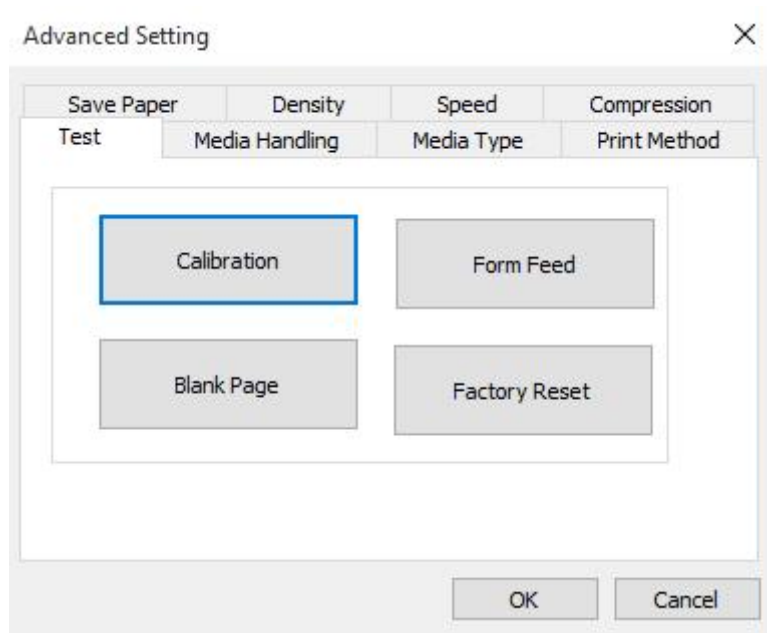 Advanced Setting
Save Paper Density Speed Compression
Test Media Handling Media Type Print Method
Calibration Form Feed
Blank Page Factory Reset
OK Cancel